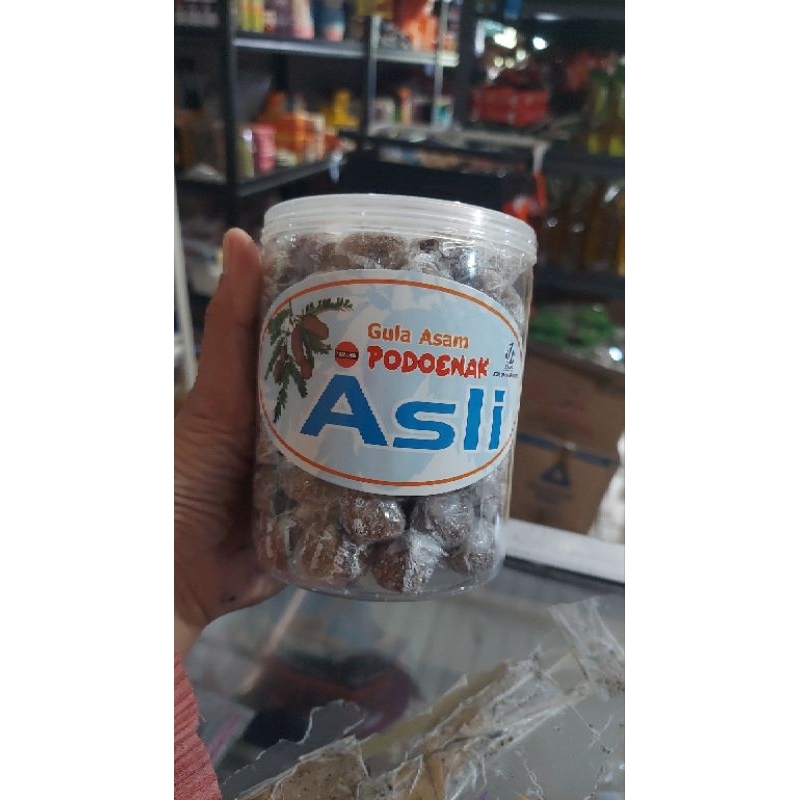 Gula Asam
PODOENAK
Asli